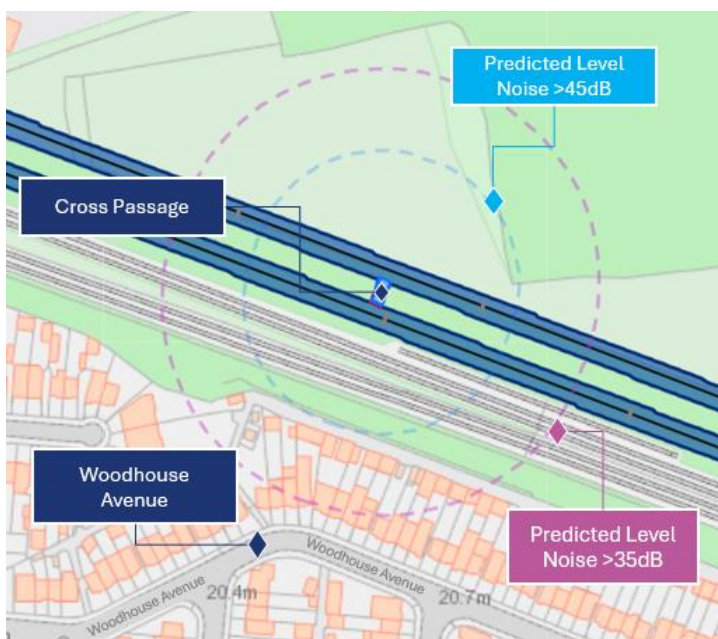 Predicted Level
Noise >45dB
Cross Passage
Woodhouse
Avenue
Predicted Level
Noise >35dB
Woodhouse Avenue
Woodhouse Avenue
20.4m
20.7m